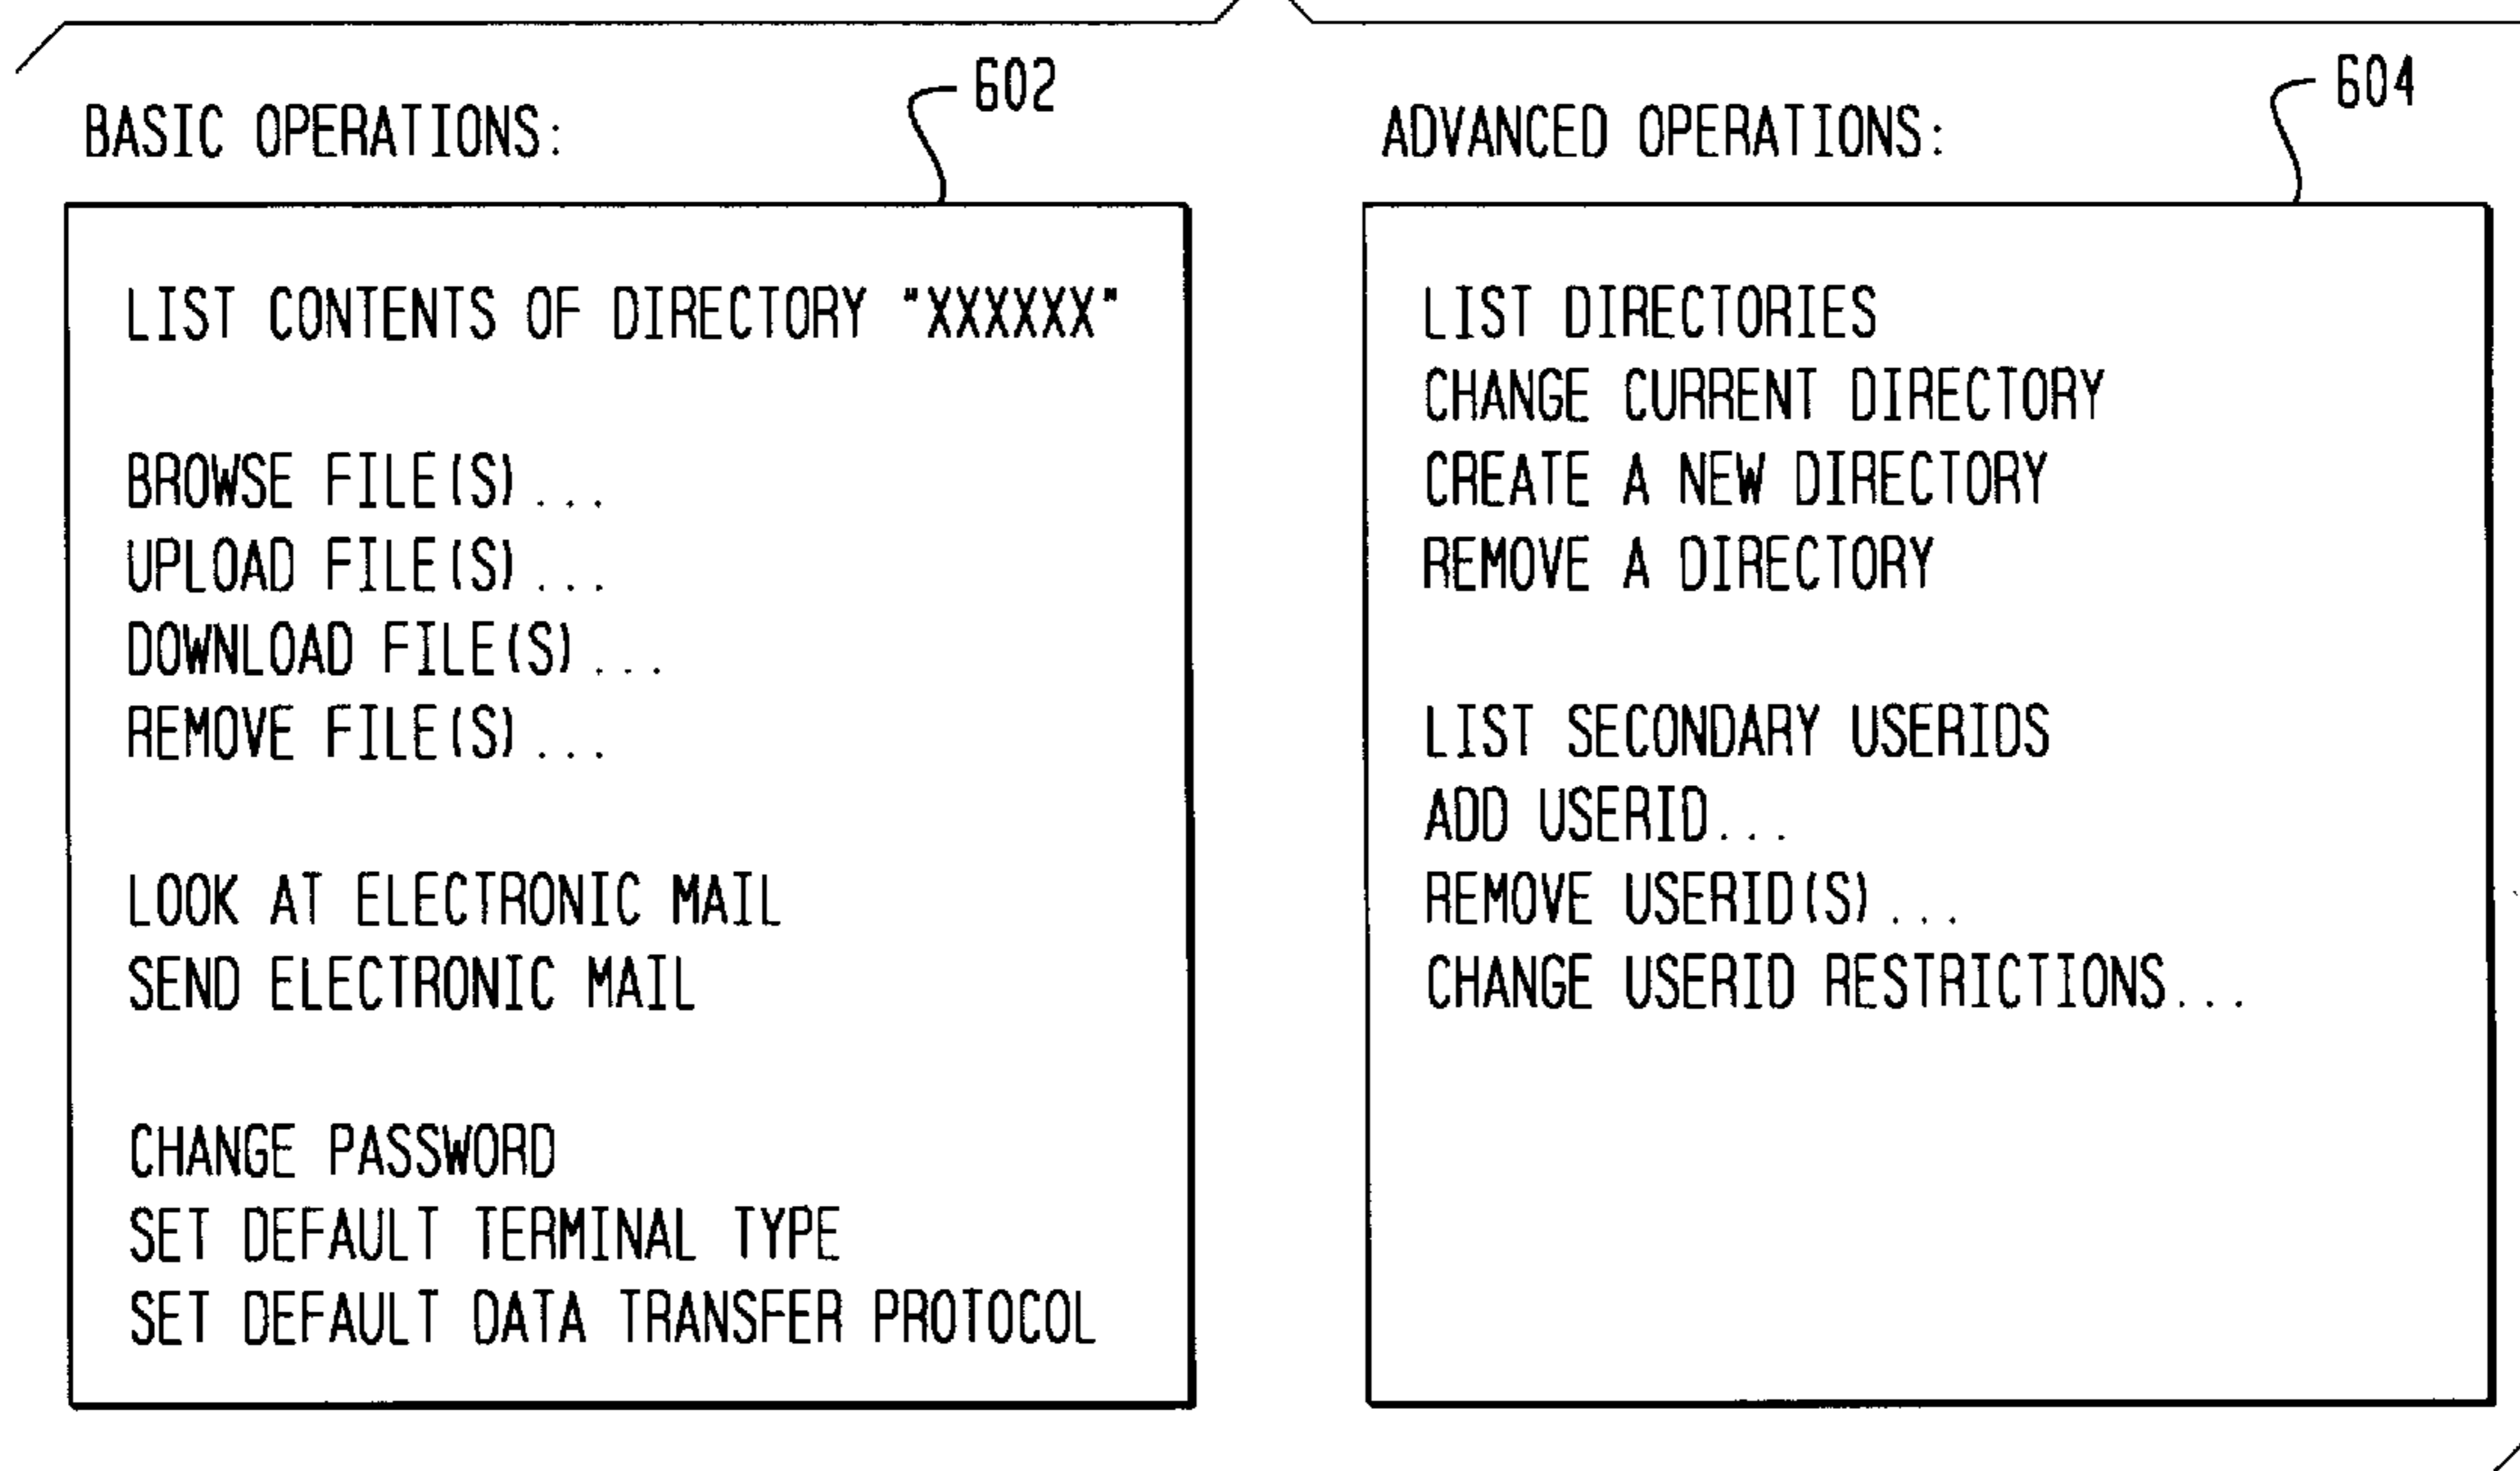 602
BASIC OPERATIONS:
LIST CONTENTS OF DIRECTORY "XXXXXX"
BROWSE FILE(S)...
UPLOAD FILE(S)...
DOWNLOAD FILE(S)...
REMOVE FILE(S)...
LOOK AT ELECTRONIC MAIL
SEND ELECTRONIC MAIL
CHANGE PASSWORD
SET DEFAULT TERMINAL TYPE
SET DEFAULT DATA TRANSFER PROTOCOL
604
ADVANCED OPERATIONS:
LIST DIRECTORIES
CHANGE CURRENT DIRECTORY
CREATE A NEW DIRECTORY
REMOVE A DIRECTORY
LIST SECONDARY USERIDS
ADD USERID...
REMOVE USERID(S)...
CHANGE USERID RESTRICTIONS...